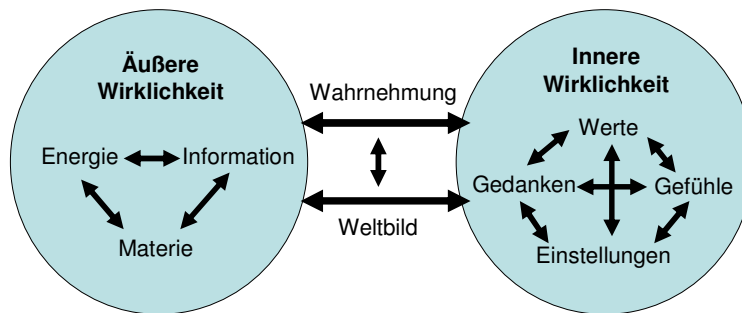 Äußere
Wirklichkeit
Energie
Information
Materie
Wahrnehmung
Weltbild
Innere
Wirklichkeit
Werte
Gedanken
Gefühle
Einstellungen